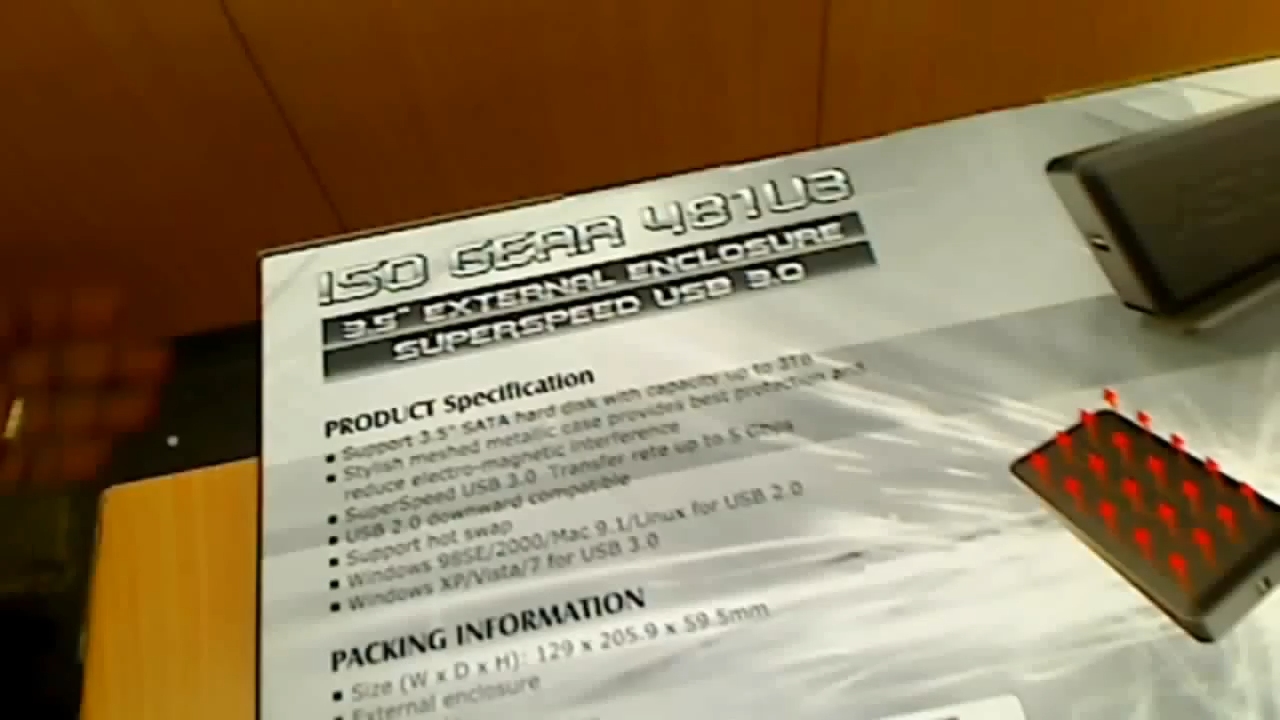 ISO GEAR 481U3
3.5" EXTERNAL ENCLOSURE
SUPERSPEED USB 3.0
PRODUCT Specification
• Support 3.5" SATA hard disk with capacity up to 3TB
• Stylish meshed metallic case provides best protection and
reduce electro-magnetic interference
• SuperSpeed USB 3.0 Transfer rete up to 5
• USB 2.0 downward compatible
• Support hot swap
• Windows 98SE/2000/Mac 9.1/Linux for USB 2.0
• Windows XP/Vista/7 for USB 3.0
PACKING INFORMATION
• Size (W x D x H): 129 x 205.9 x 59.5mm
• External enclosure